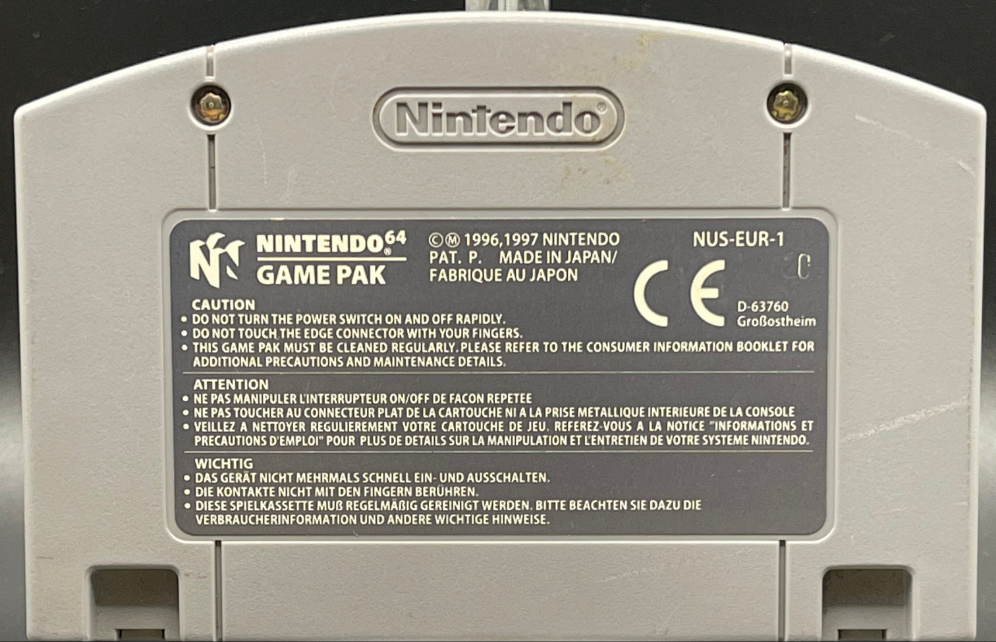 Nintendo®
NINTENDO®64
GAME PAK
©Ⓜ 1996,1997 NINTENDO
PAT. P. MADE IN JAPAN/
FABRIQUE AU JAPON
NUS-EUR-1
CE
D-63760
Großostheim
CAUTION
• DO NOT TURN THE POWER SWITCH ON AND OFF RAPIDLY.
• DO NOT TOUCH THE EDGE CONNECTOR WITH YOUR FINGERS.
• THIS GAME PAK MUST BE CLEANED REGULARLY. PLEASE REFER TO THE CONSUMER INFORMATION BOOKLET FOR
ADDITIONAL PRECAUTIONS AND MAINTENANCE DETAILS.
ATTENTION
• NE PAS MANIPULER L'INTERRUPTEUR ON/OFF DE FACON REPETEE
• NE PAS TOUCHER AU CONNECTEUR PLAT DE LA CARTOUCHE NI A LA PRISE METALLIQUE INTERIEURE DE LA CONSOLE
• VEILLEZ A NETTOYER REGULIEREMENT VOTRE CARTOUCHE DE JEU. REFEREZ-VOUS A LA NOTICE "INFORMATIONS ET
PRECAUTIONS D'EMPLOI" POUR PLUS DE DETAILS SUR LA MANIPULATION ET L'ENTRETIEN DE VOTRE SYSTEME NINTENDO.
WICHTIG
• DAS GERÄT NICHT MEHRMALS SCHNELL EIN- UND AUSSCHALTEN.
• DIE KONTAKTE NICHT MIT DEN FINGERN BERÜHREN.
• DIESE SPIELKASSETTE MUß REGELMÄßIG GEREINIGT WERDEN. BITTE BEACHTEN SIE DAZU DIE
VERBRAUCHERINFORMATION UND ANDERE WICHTIGE HINWEISE.